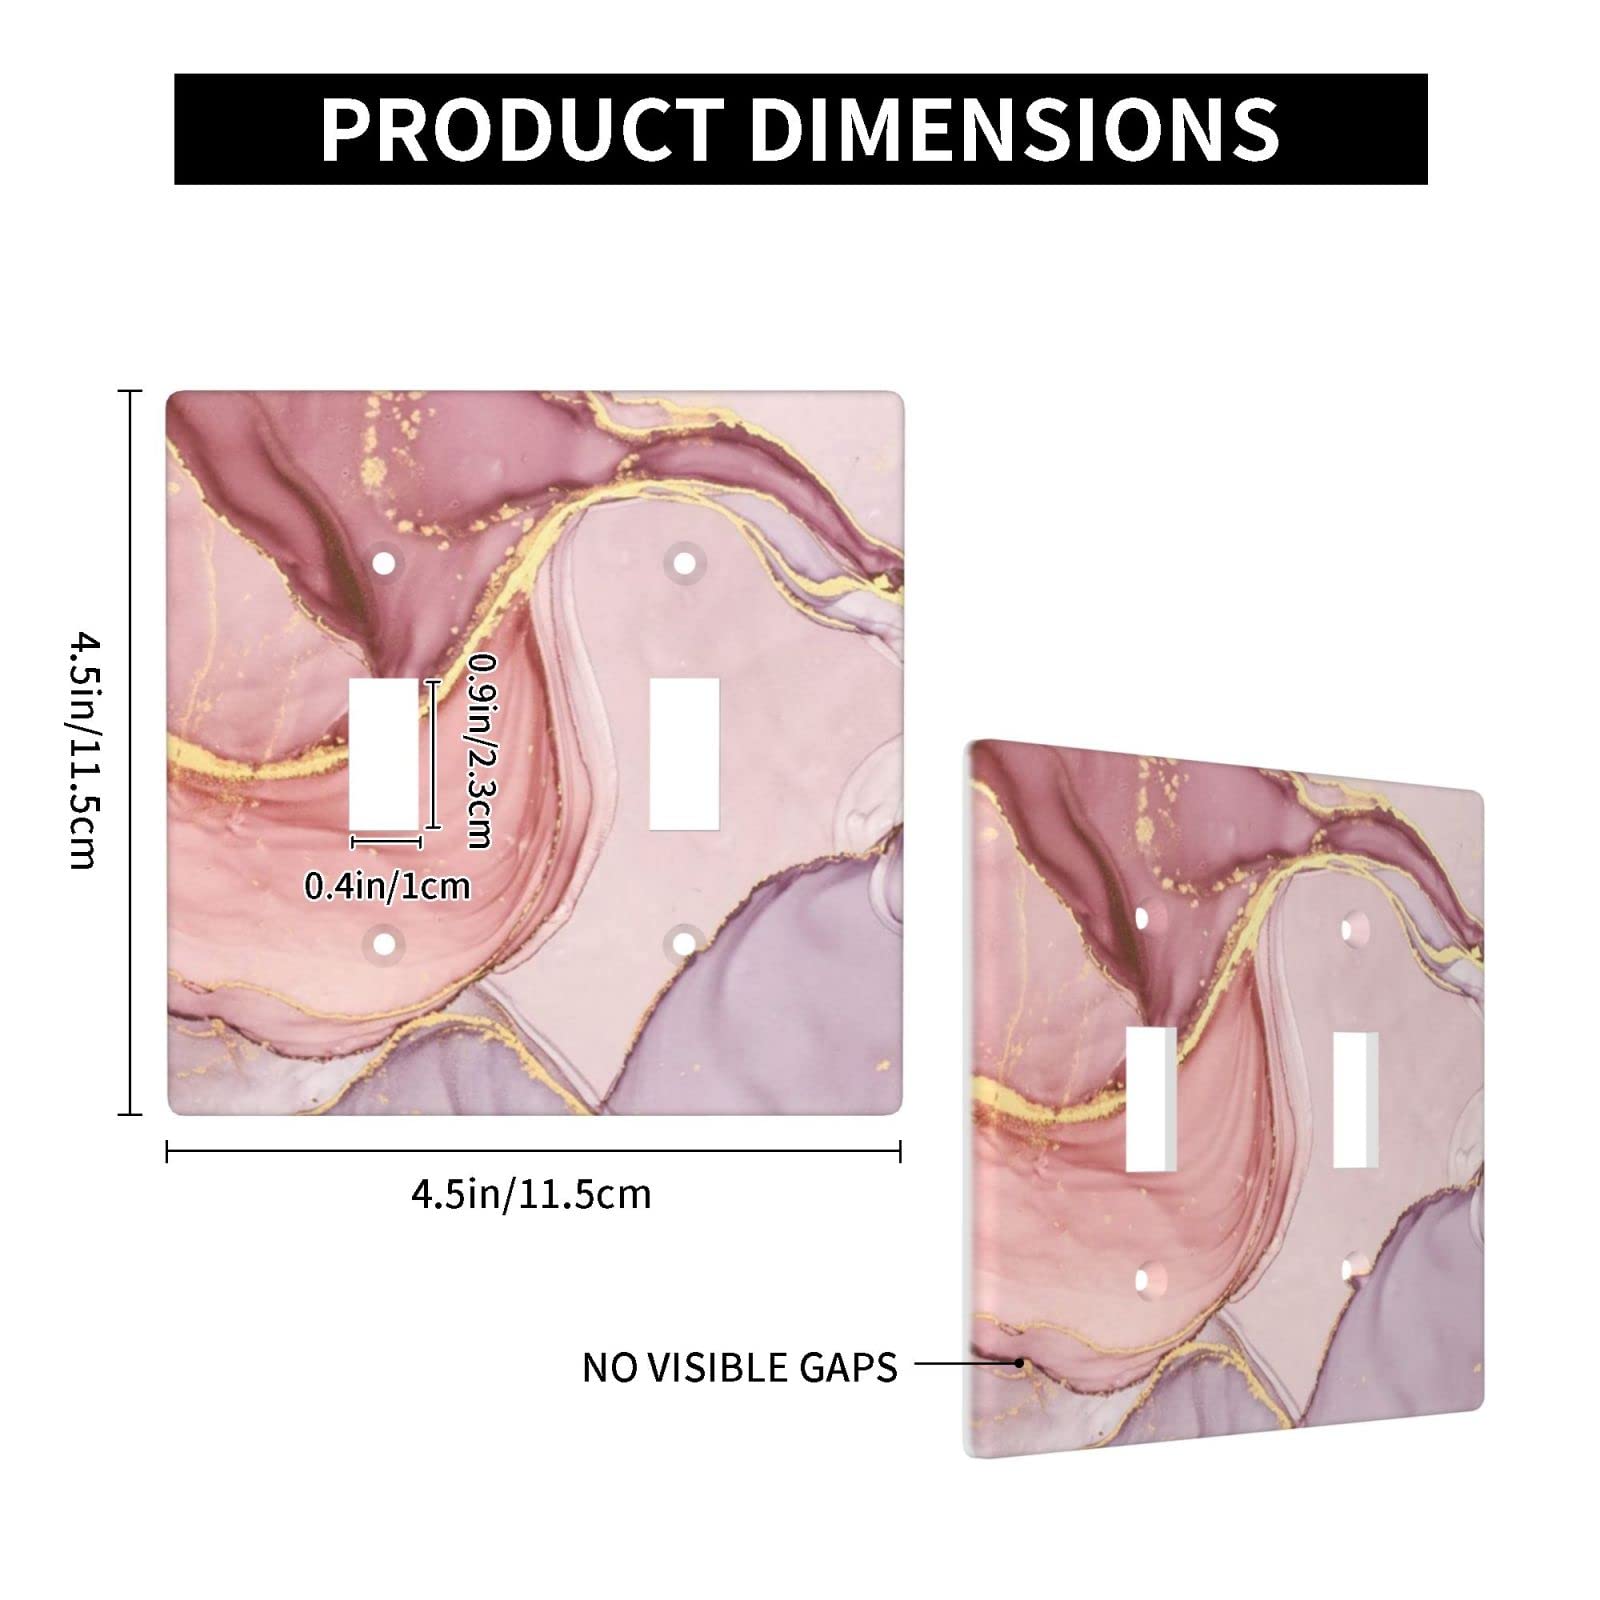 PRODUCT DIMENSIONS
4.5in/11.5cm
0.9in/2.3cm
0.4in/1cm
4.5in/11.5cm
NO VISIBLE GAPS